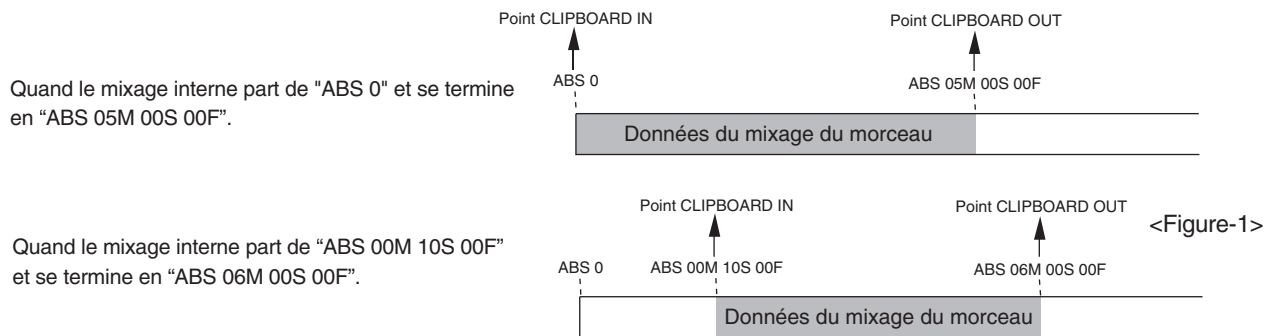 Point CLIPBOARD IN
Point CLIPBOARD OUT
Quand le mixage interne part de "ABS 0" et se termine
en “ABS 05M 00S 00F”.
ABS 0
ABS 05M 00S 00F
Données du mixage du morceau
Point CLIPBOARD IN
Point CLIPBOARD OUT
<Figure-1>
Quand le mixage interne part de “ABS 00M 10S 00F”
et se termine en “ABS 06M 00S 00F”.
ABS 0
ABS 00M 10S 00F
ABS 06M 00S 00F
Données du mixage du morceau